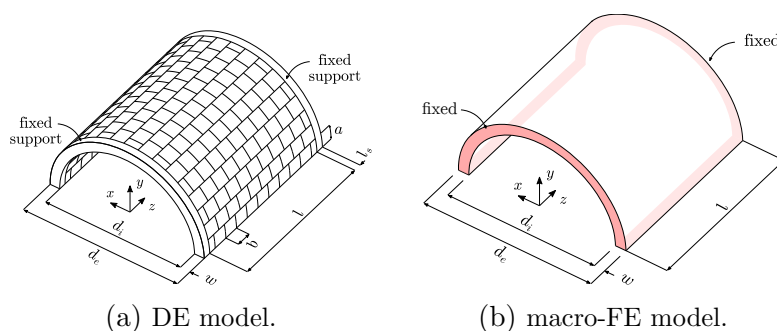 fixed
support
fixed
support
a
l_s
x
y
z
l
d_i
b
d_e
w
(a) DE model.
fixed
fixed
x
y
z
l
d_i
d_e
w
(b) macro-FE model.